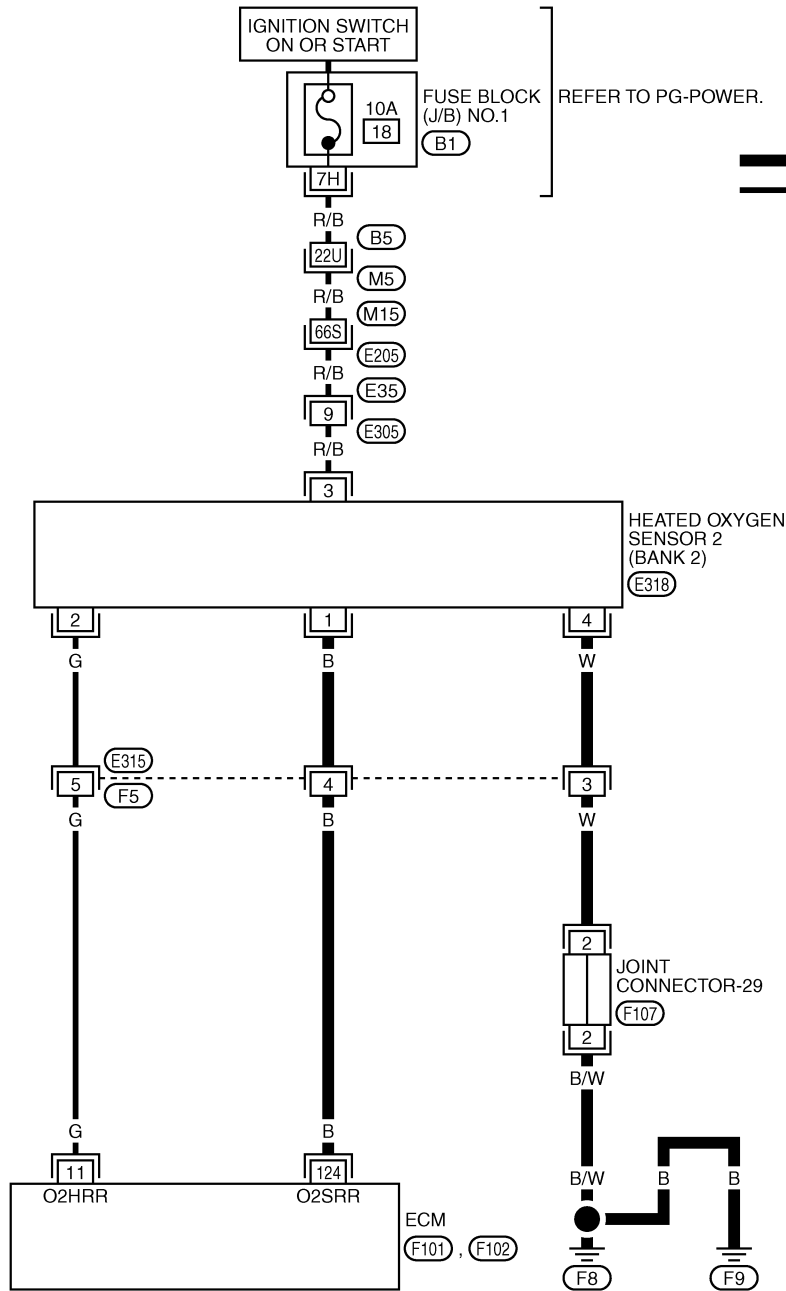 IGNITION SWITCH
ON OR START
10A
18
FUSE BLOCK
(J/B) NO.1
B1
REFER TO PG-POWER.
7H
R/B
B5
22U
M5
R/B
M15
66S
E205
R/B
E35
9
E305
R/B
3
HEATED OXYGEN
SENSOR 2
(BANK 2)
E318
2
1
4
G
B
W
E315
5
4
3
F5
G
B
W
2
JOINT
CONNECTOR-29
F107
2
B/W
G
B
B/W
B
B
11
124
O2HRR
O2SRR
ECM
F101 , F102
F8
F9